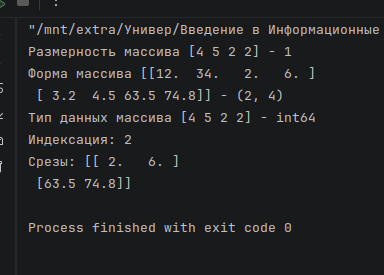 "/mnt/extra/Универ/Введение в Информационные
Размерность массива [4 5 2 2] - 1
Форма массива [[12.  34.   2.   6. ]
 [ 3.2  4.5 63.5 74.8]] - (2, 4)
Тип данных массива [4 5 2 2] - int64
Индексация: 2
Срезы: [[ 2.   6. ]
 [63.5 74.8]]
Process finished with exit code 0